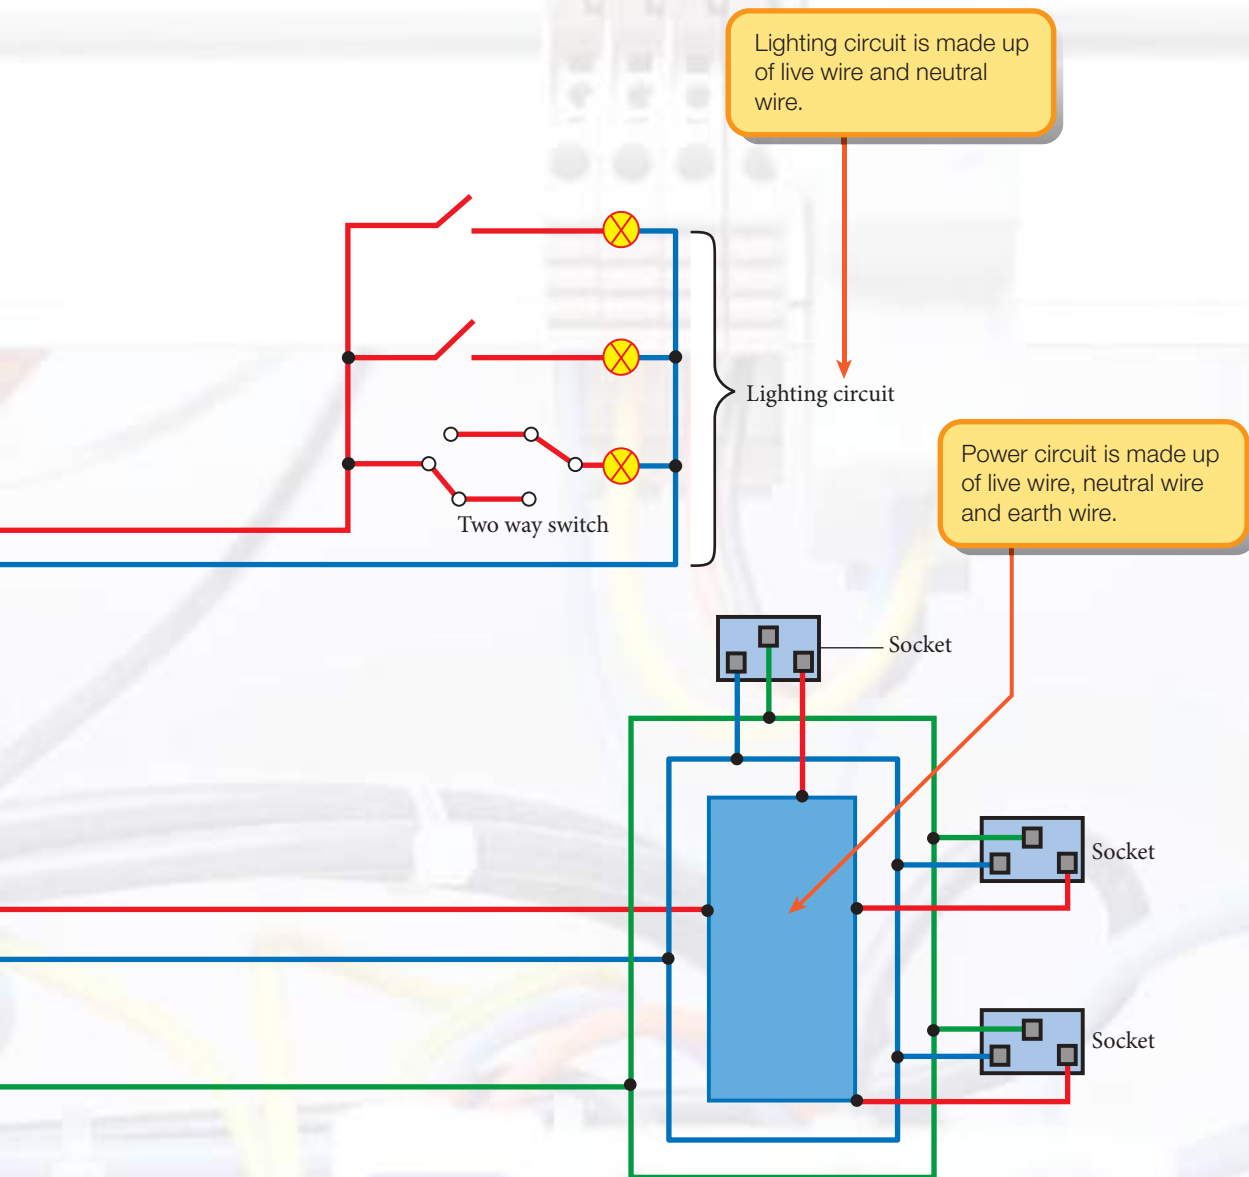 Lighting circuit is made up
of live wire and neutral
wire.
Lighting circuit
Power circuit is made up
of live wire, neutral wire
and earth wire.
Two way switch
Socket
Socket
Socket